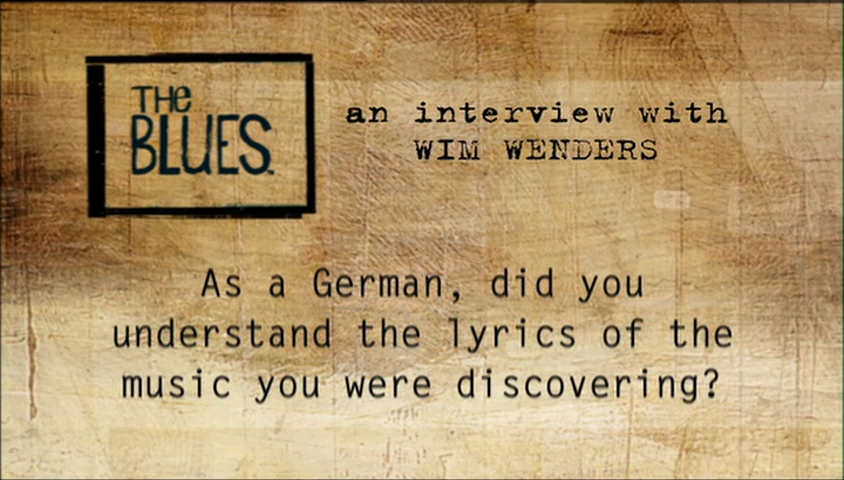 THe
BLUES
an interview with
WIM WENDERS
As a German, did you
understand the lyrics of the
music you were discovering?